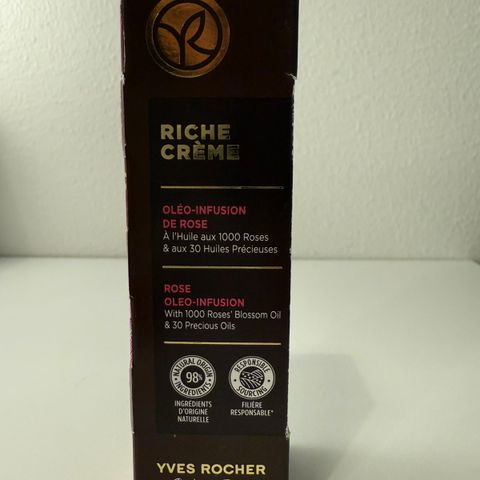 RICHE
CRÈME
OLÉO-INFUSION
DE ROSE
À l'Huile aux 1000 Roses
& aux 30 Huiles Précieuses
ROSE
OLEO-INFUSION
With 1000 Roses' Blossom Oil
& 30 Precious Oils
NATURAL ORIGIN
98%
INGREDIENTS
INGRÉDIENTS
D'ORIGINE
NATURELLE
RESPONSIBLE
SOURCING
FILIÈRE
RESPONSABLE*
YVES ROCHER